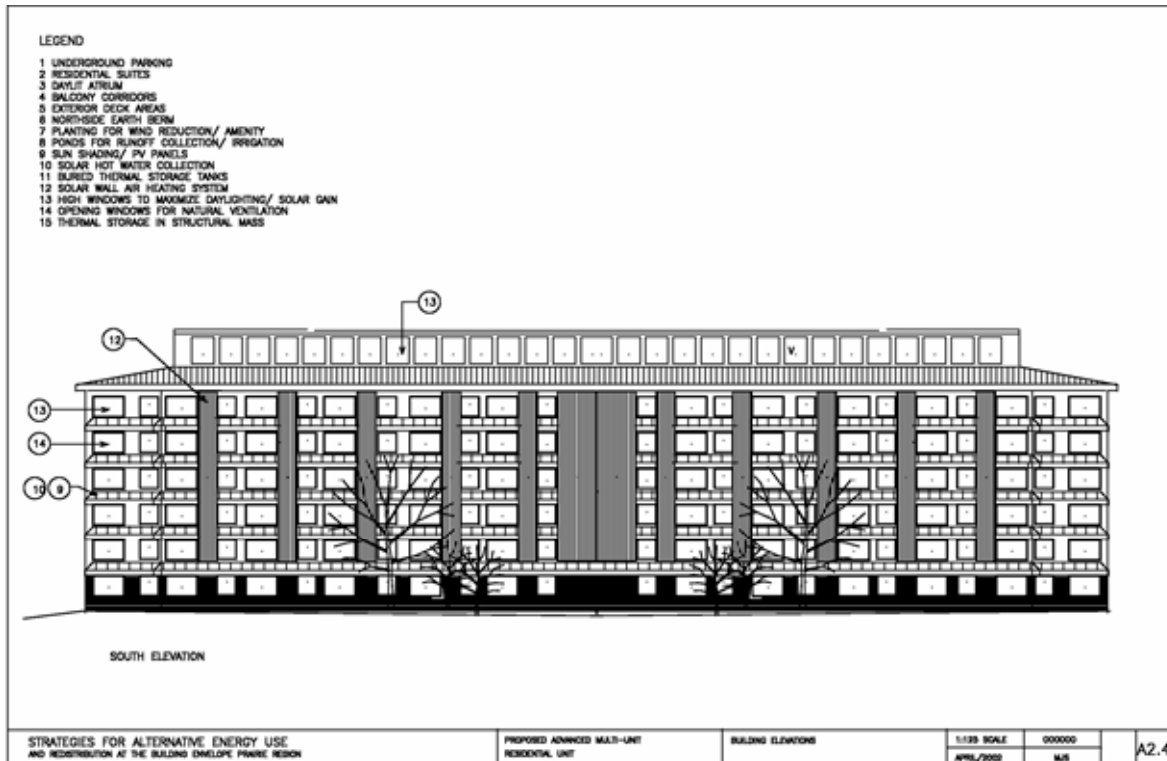 LEGEND
1 UNDERGROUND PARKING
2 RESIDENTIAL SUITES
3 DAYLIT ATRIUM
4 BALCONY CORRIDORS
5 EXTERIOR DECK AREAS
6 NORTHSIDE EARTH BERM
7 PLANTING FOR WIND REDUCTION/ AMENITY
8 PONDS FOR RUNOFF COLLECTION/ IRRIGATION
9 SUN SHADING/ PV PANELS
10 SOLAR HOT WATER COLLECTION
11 BURIED THERMAL STORAGE TANKS
12 SOLAR WALL AIR HEATING SYSTEM
13 HIGH WINDOWS TO MAXIMIZE DAYLIGHTING/ SOLAR GAIN
14 OPENING WINDOWS FOR NATURAL VENTILATION
15 THERMAL STORAGE IN STRUCTURAL MASS
13
12
13
14
10 9
SOUTH ELEVATION
STRATEGIES FOR ALTERNATIVE ENERGY USE
AND REDISTRIBUTION AT THE BUILDING ENVELOPE PRAIRIE REGION
PROPOSED ADVANCED MULTI-UNIT
RESIDENTIAL UNIT
BUILDING ELEVATIONS
1:125 SCALE
000000
APRIL/2002
MJS
A2.4